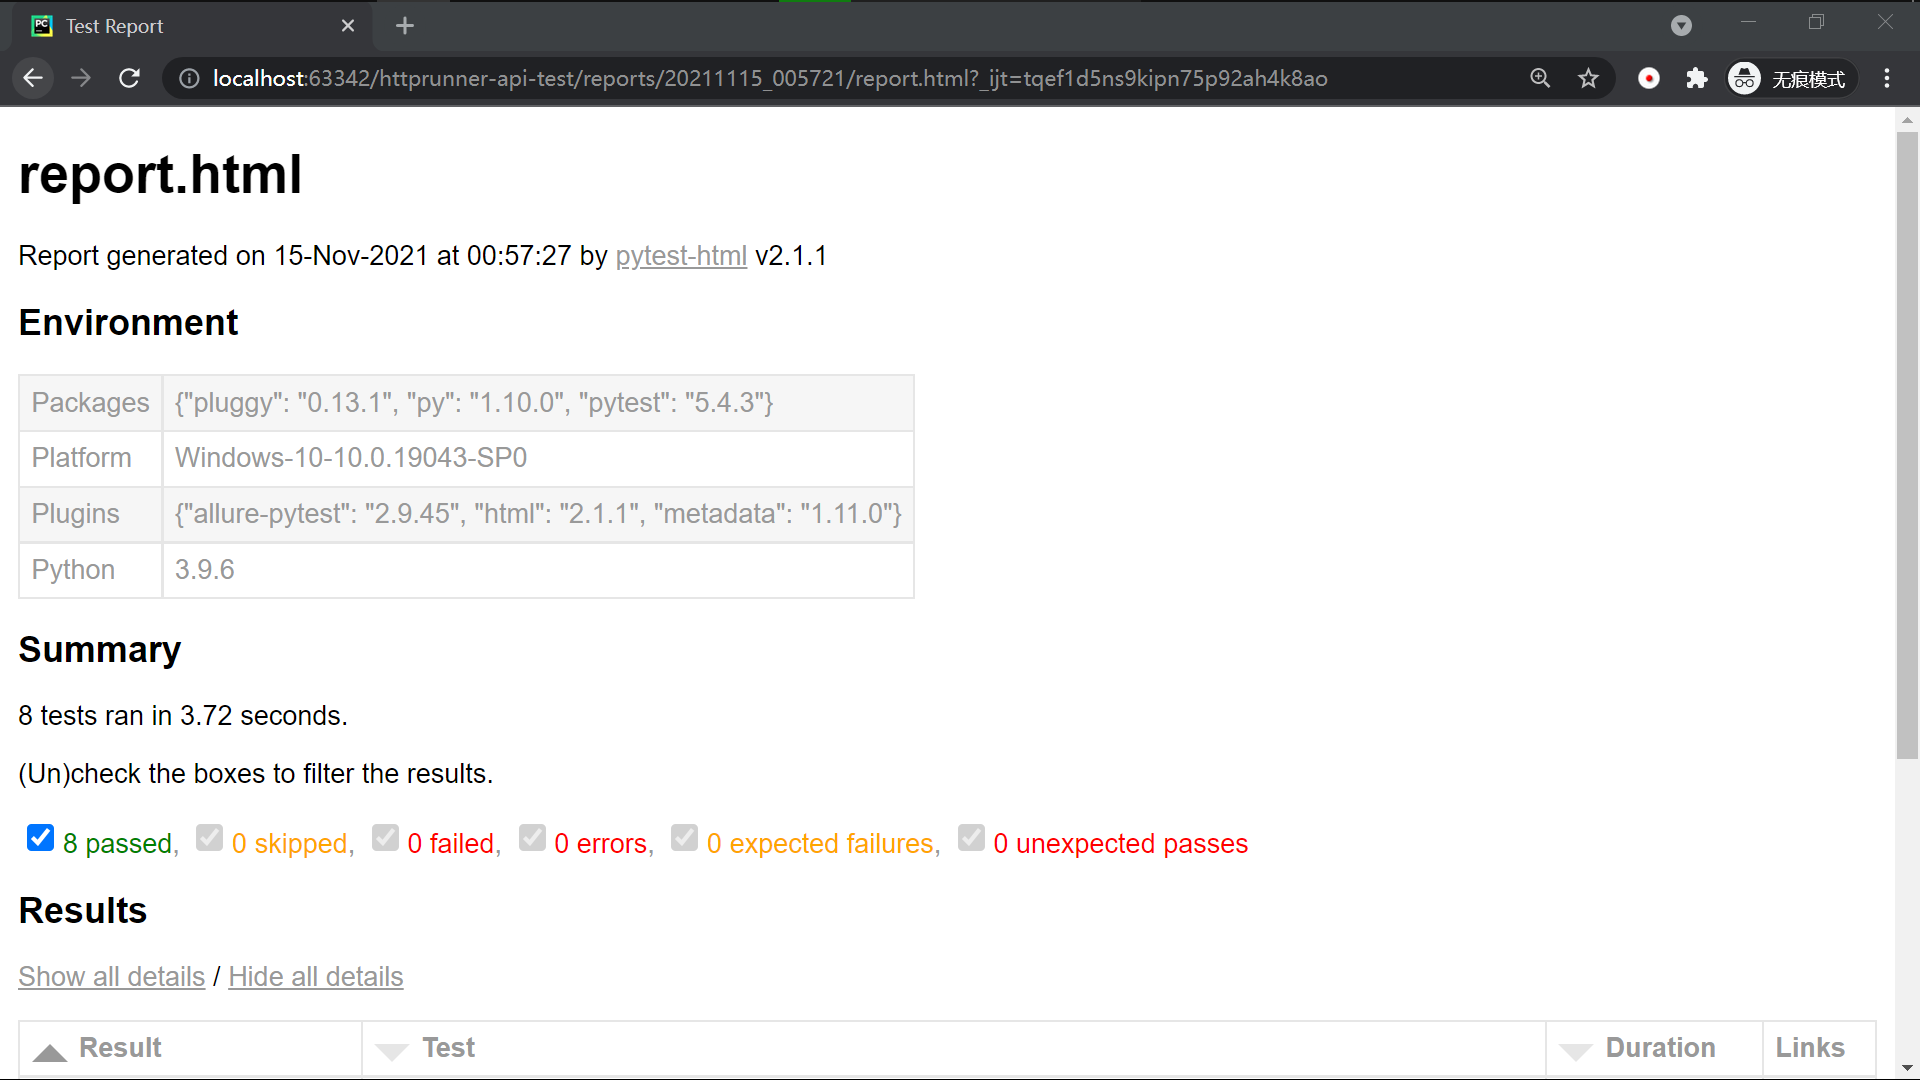 Test Report
localhost:63342/httprunner-api-test/reports/20211115_005721/report.html?_ijt=tqef1d5ns9kipn75p92ah4k8ao
无痕模式
report.html
Report generated on 15-Nov-2021 at 00:57:27 by pytest-html v2.1.1
Environment
Packages {"pluggy": "0.13.1", "py": "1.10.0", "pytest": "5.4.3"}
Platform Windows-10-10.0.19043-SP0
Plugins {"allure-pytest": "2.9.45", "html": "2.1.1", "metadata": "1.11.0"}
Python 3.9.6
Summary
8 tests ran in 3.72 seconds.
(Un)check the boxes to filter the results.
8 passed, 0 skipped, 0 failed, 0 errors, 0 expected failures, 0 unexpected passes
Results
Show all details / Hide all details
Result Test Duration Links